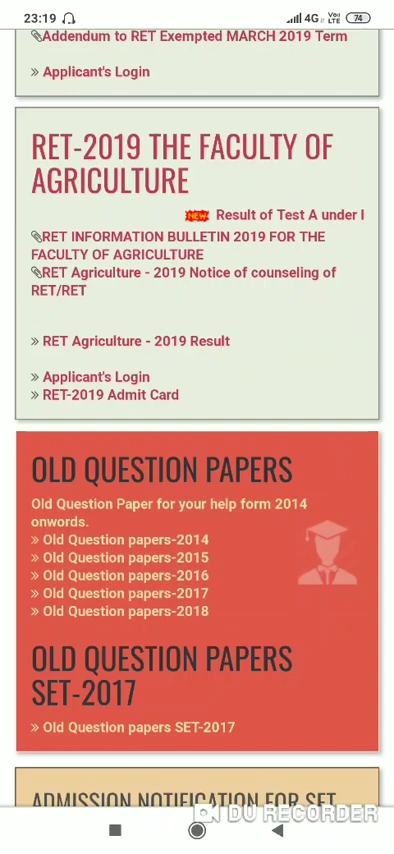 23:19 4G Vo LTE 74
Addendum to RET Exempted MARCH 2019 Term
» Applicant's Login
RET-2019 THE FACULTY OF
AGRICULTURE
NEW Result of Test A under I
RET INFORMATION BULLETIN 2019 FOR THE
FACULTY OF AGRICULTURE
RET Agriculture - 2019 Notice of counseling of
RET/RET
» RET Agriculture - 2019 Result
» Applicant's Login
» RET-2019 Admit Card
OLD QUESTION PAPERS
Old Question Paper for your help form 2014
onwords.
» Old Question papers-2014
» Old Question papers-2015
» Old Question papers-2016
» Old Question papers-2017
» Old Question papers-2018
OLD QUESTION PAPERS
SET-2017
» Old Question papers SET-2017
ADMISSION NOTIFICATION FOR SET
DU RECORDER